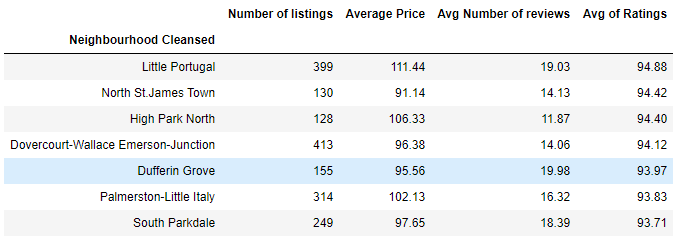 Number of listings Average Price Avg Number of reviews Avg of Ratings
Neighbourhood Cleansed
Little Portugal 399 111.44 19.03 94.88
North St.James Town 130 91.14 14.13 94.42
High Park North 128 106.33 11.87 94.40
Dovercourt-Wallace Emerson-Junction 413 96.38 14.06 94.12
Dufferin Grove 155 95.56 19.98 93.97
Palmerston-Little Italy 314 102.13 16.32 93.83
South Parkdale 249 97.65 18.39 93.71